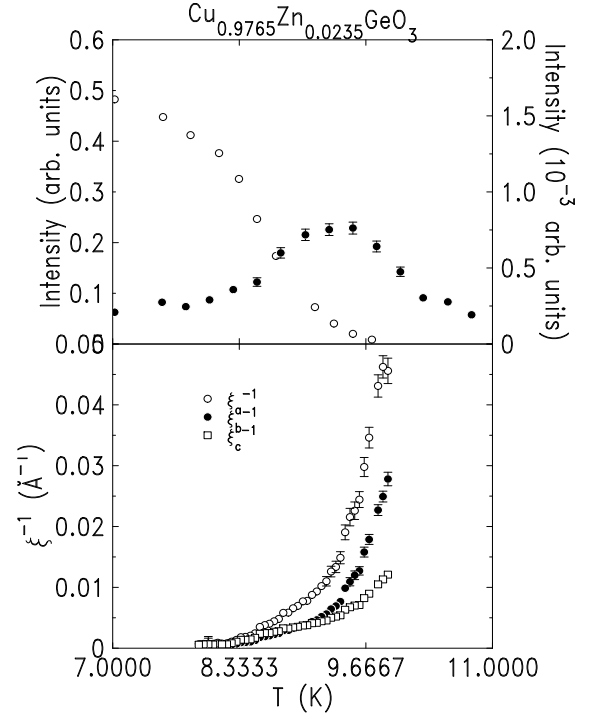 Cu0.9765Zn0.0235GeO3
0.6
0.5
0.4
0.3
0.2
0.1
0
Intensity (arb. units)
2.0
1.5
1.0
0.5
0
Intensity (10−3 arb. units)
0.05
0.04
0.03
0.02
0.01
0
ξ−1 (Å−1)
ξa−1
ξb−1
ξc−1
7.0000 8.3333 9.6667 11.0000
T (K)